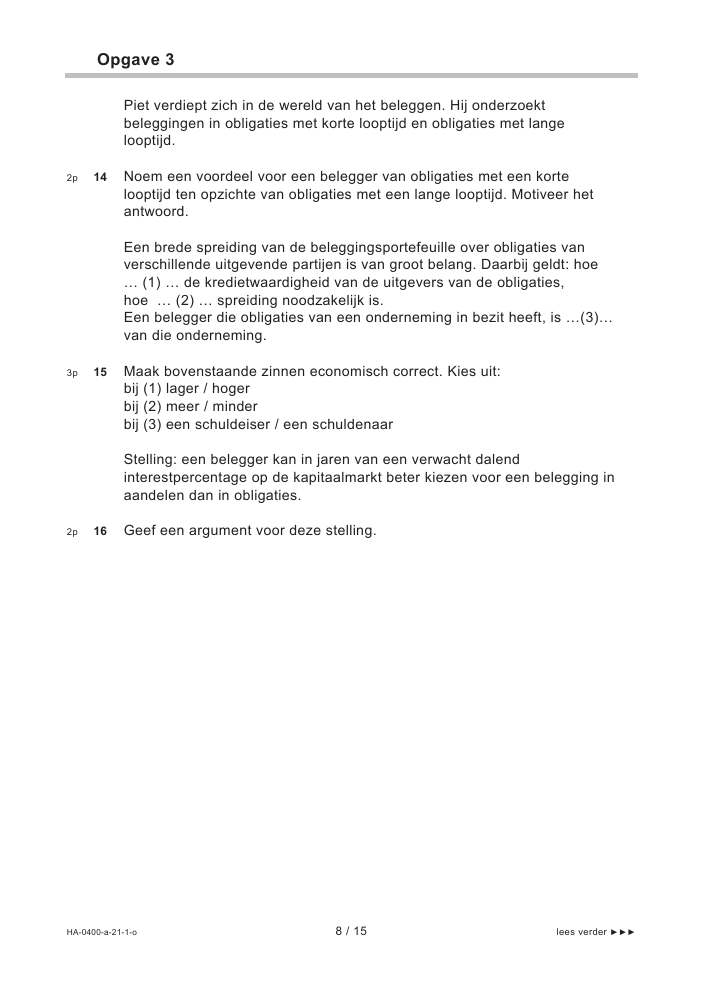 Opgave 3
Piet verdiept zich in de wereld van het beleggen. Hij onderzoekt
beleggingen in obligaties met korte looptijd en obligaties met lange
looptijd.
2p 14 Noem een voordeel voor een belegger van obligaties met een korte
looptijd ten opzichte van obligaties met een lange looptijd. Motiveer het
antwoord.
Een brede spreiding van de beleggingsportefeuille over obligaties van
verschillende uitgevende partijen is van groot belang. Daarbij geldt: hoe
… (1) … de kredietwaardigheid van de uitgevers van de obligaties,
hoe … (2) … spreiding noodzakelijk is.
Een belegger die obligaties van een onderneming in bezit heeft, is …(3)…
van die onderneming.
3p 15 Maak bovenstaande zinnen economisch correct. Kies uit:
bij (1) lager / hoger
bij (2) meer / minder
bij (3) een schuldeiser / een schuldenaar
Stelling: een belegger kan in jaren van een verwacht dalend
interestpercentage op de kapitaalmarkt beter kiezen voor een belegging in
aandelen dan in obligaties.
2p 16 Geef een argument voor deze stelling.
HA-0400-a-21-1-o 8 / 15 lees verder ►►►